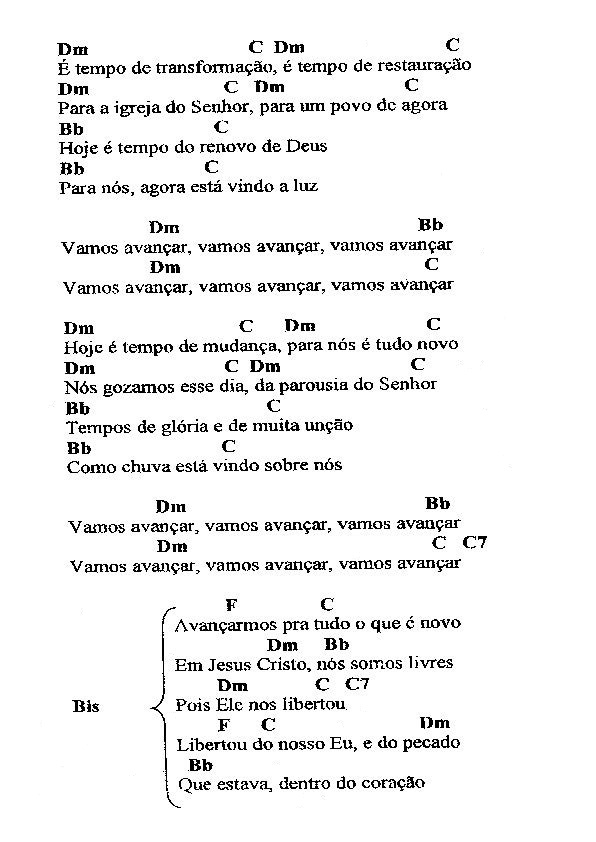 Dm C Dm C
É tempo de transformação, é tempo de restauração
Dm C Dm C
Para a igreja do Senhor, para um povo de agora
Bb C
Hoje é tempo do renovo de Deus
Bb C
Para nós, agora está vindo a luz
Dm Bb
Vamos avançar, vamos avançar, vamos avançar
Dm C
Vamos avançar, vamos avançar, vamos avançar
Dm C Dm C
Hoje é tempo de mudança, para nós é tudo novo
Dm C Dm C
Nós gozamos esse dia, da parousia do Senhor
Bb C
Tempos de glória e de muita unção
Bb C
Como chuva está vindo sobre nós
Dm Bb
Vamos avançar, vamos avançar, vamos avançar
Dm C C7
Vamos avançar, vamos avançar, vamos avançar
F C
Avançarmos pra tudo o que é novo
Dm Bb
Em Jesus Cristo, nós somos livres
Dm C C7
Bis Pois Ele nos libertou
F C Dm
Libertou do nosso Eu, e do pecado
Bb
Que estava, dentro do coração